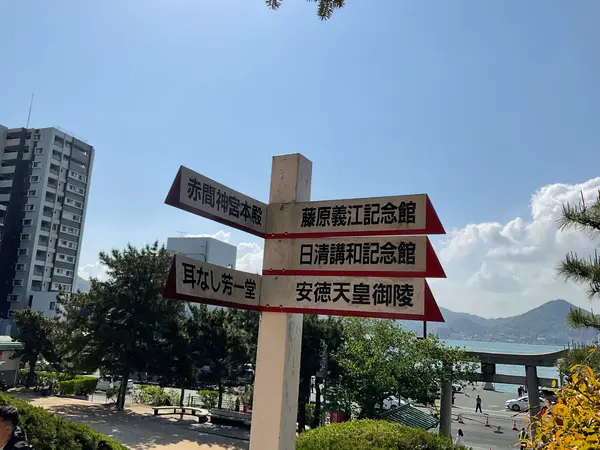 赤間神宮本殿
耳なし芳一堂
藤原義江記念館
日清講和記念館
安徳天皇御陵